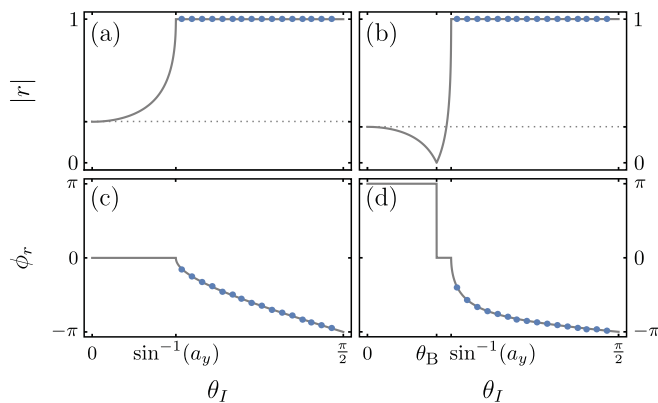 1 (a) (b) 1
|r|
0 0
π (c) (d) π
ϕ_r 0 0
−π −π
0 sin⁻¹(a_y) π/2 0 θ_B sin⁻¹(a_y) π/2
θ_I θ_I